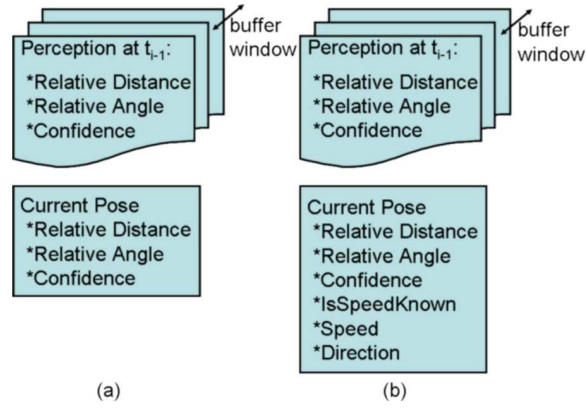 buffer
window
Perception at ti-1:
*Relative Distance
*Relative Angle
*Confidence
Current Pose
*Relative Distance
*Relative Angle
*Confidence
(a)
buffer
window
Perception at ti-1:
*Relative Distance
*Relative Angle
*Confidence
Current Pose
*Relative Distance
*Relative Angle
*Confidence
*IsSpeedKnown
*Speed
*Direction
(b)